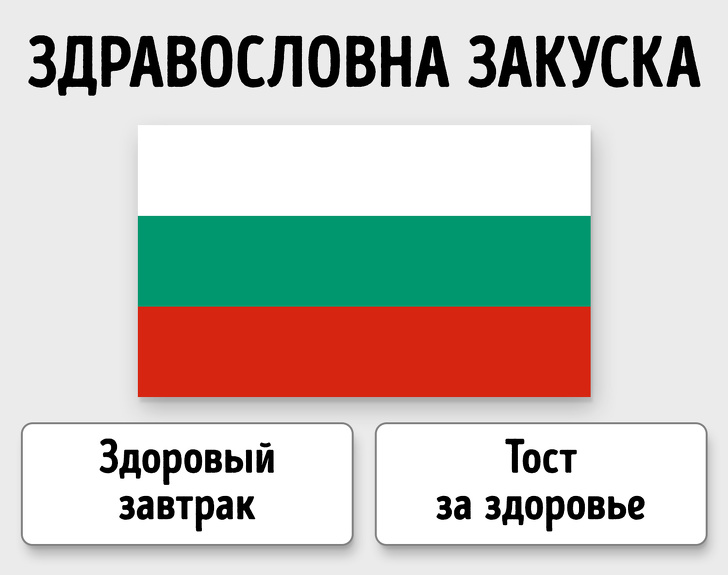 ЗДРАВОСЛОВНА ЗАКУСКА
Здоровый
завтрак
Тост
за здоровье